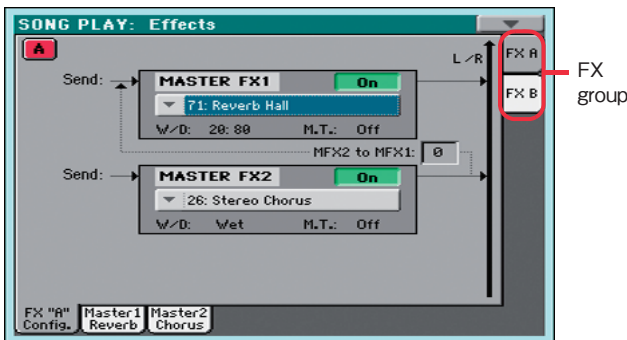 SONG PLAY: Effects
A
L/R
FX A
FX B
FX
group
Send:
MASTER FX1
On
71: Reverb Hall
W/D: 20:80 M.T.: Off
MFX2 to MFX1: 0
Send:
MASTER FX2
On
26: Stereo Chorus
W/D: Wet M.T.: Off
FX "A"
Config.
Master1
Reverb
Master2
Chorus